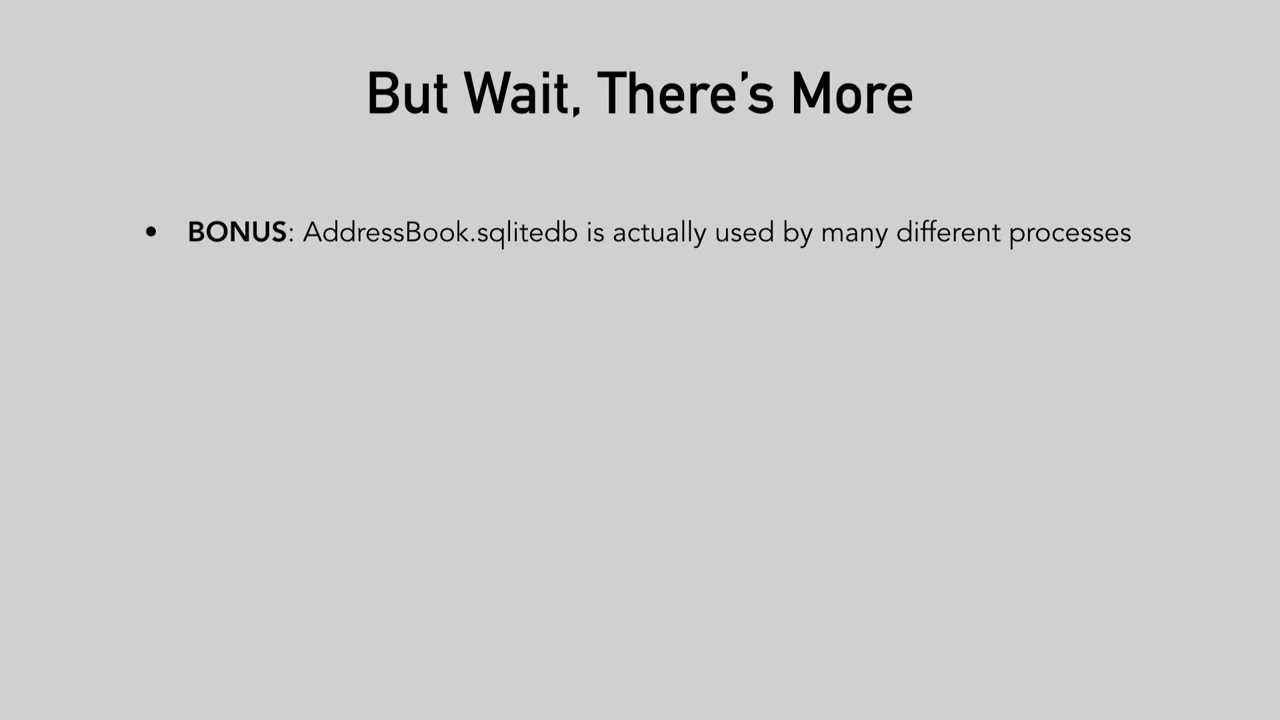 But Wait, There’s More
• BONUS: AddressBook.sqlitedb is actually used by many different processes